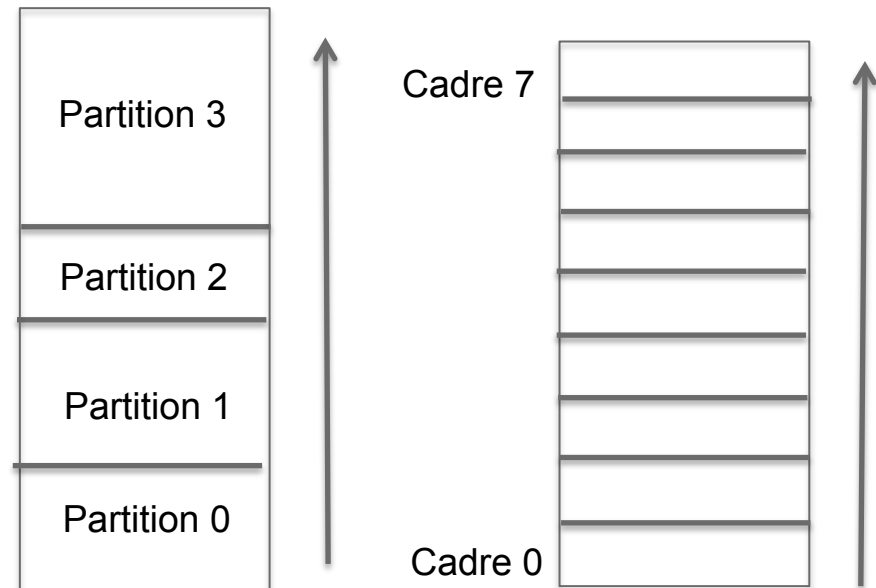 Partition 3
Partition 2
Partition 1
Partition 0
Cadre 7
Cadre 0